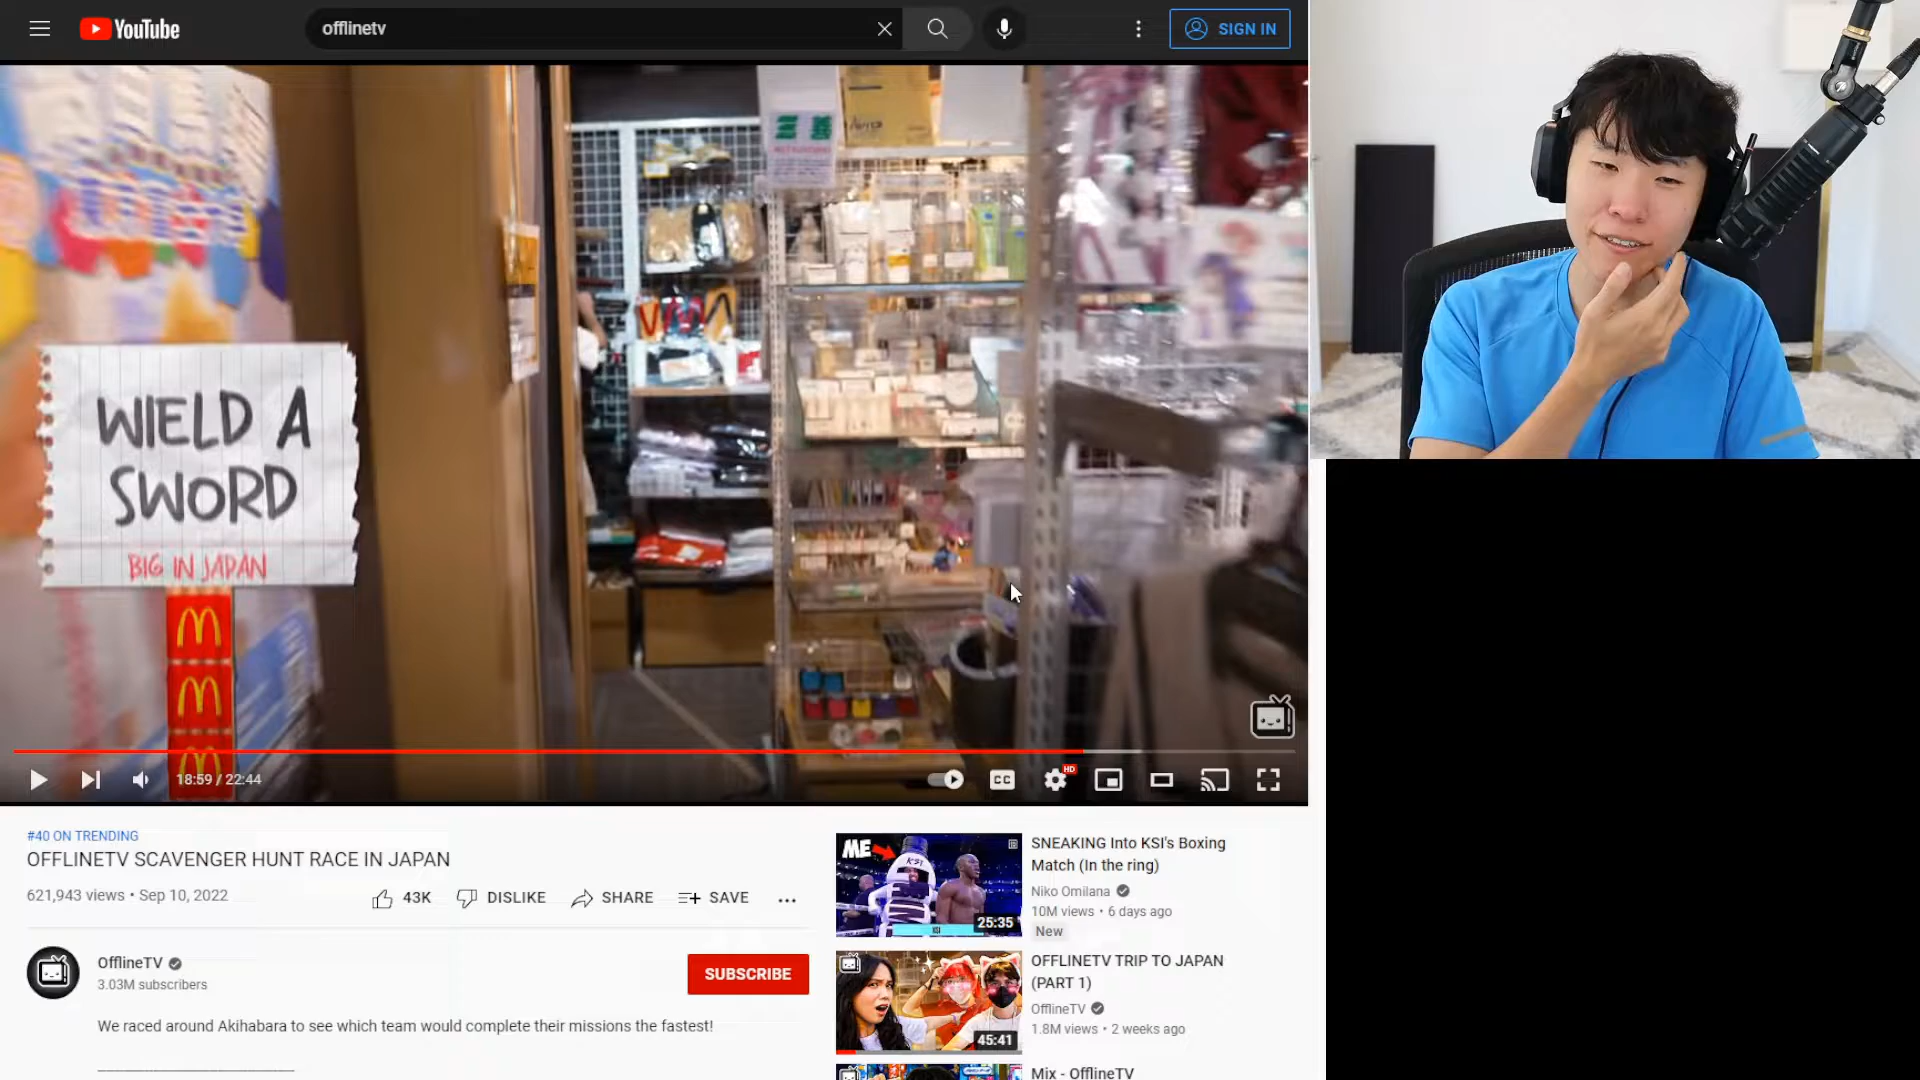 YouTube
offlinetv
SIGN IN
WIELD A
SWORD
BIG IN JAPAN
18:59 / 22:44
CC
HD
#40 ON TRENDING
OFFLINETV SCAVENGER HUNT RACE IN JAPAN
621,943 views • Sep 10, 2022
43K
DISLIKE
SHARE
SAVE
OfflineTV
3.03M subscribers
SUBSCRIBE
We raced around Akihabara to see which team would complete their missions the fastest!
ME
KSI
25:35
SNEAKING Into KSI's Boxing
Match (In the ring)
Niko Omilana
10M views • 6 days ago
New
45:41
OFFLINETV TRIP TO JAPAN
(PART 1)
OfflineTV
1.8M views • 2 weeks ago
Mix - OfflineTV